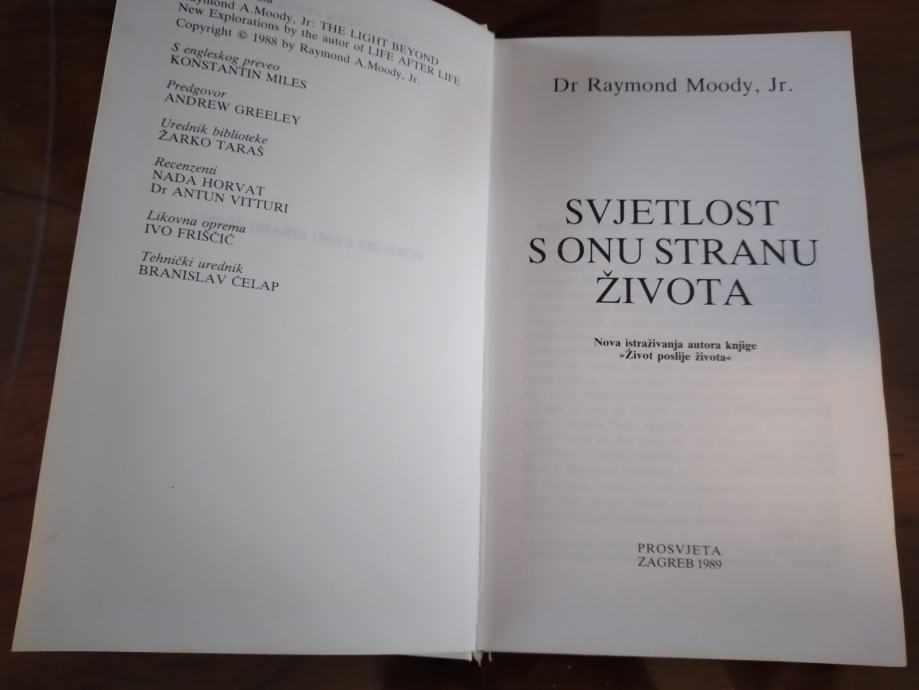 Raymond A.Moody, Jr: THE LIGHT BEYOND
New Explorations by the autor of LIFE AFTER LIFE
Copyright © 1988 by Raymond A.Moody, Jr.
S engleskog preveo
KONSTANTIN MILES
Predgovor
ANDREW GREELEY
Urednik biblioteke
ŽARKO TARAŠ
Recenzenti
NADA HORVAT
Dr ANTUN VITTURI
Likovna oprema
IVO FRIŠČIĆ
Tehnički urednik
BRANISLAV ĆELAP
Dr Raymond Moody, Jr.
SVJETLOST
S ONU STRANU
ŽIVOTA
Nova istraživanja autora knjige
»Život poslije života«
PROSVJETA
ZAGREB 1989